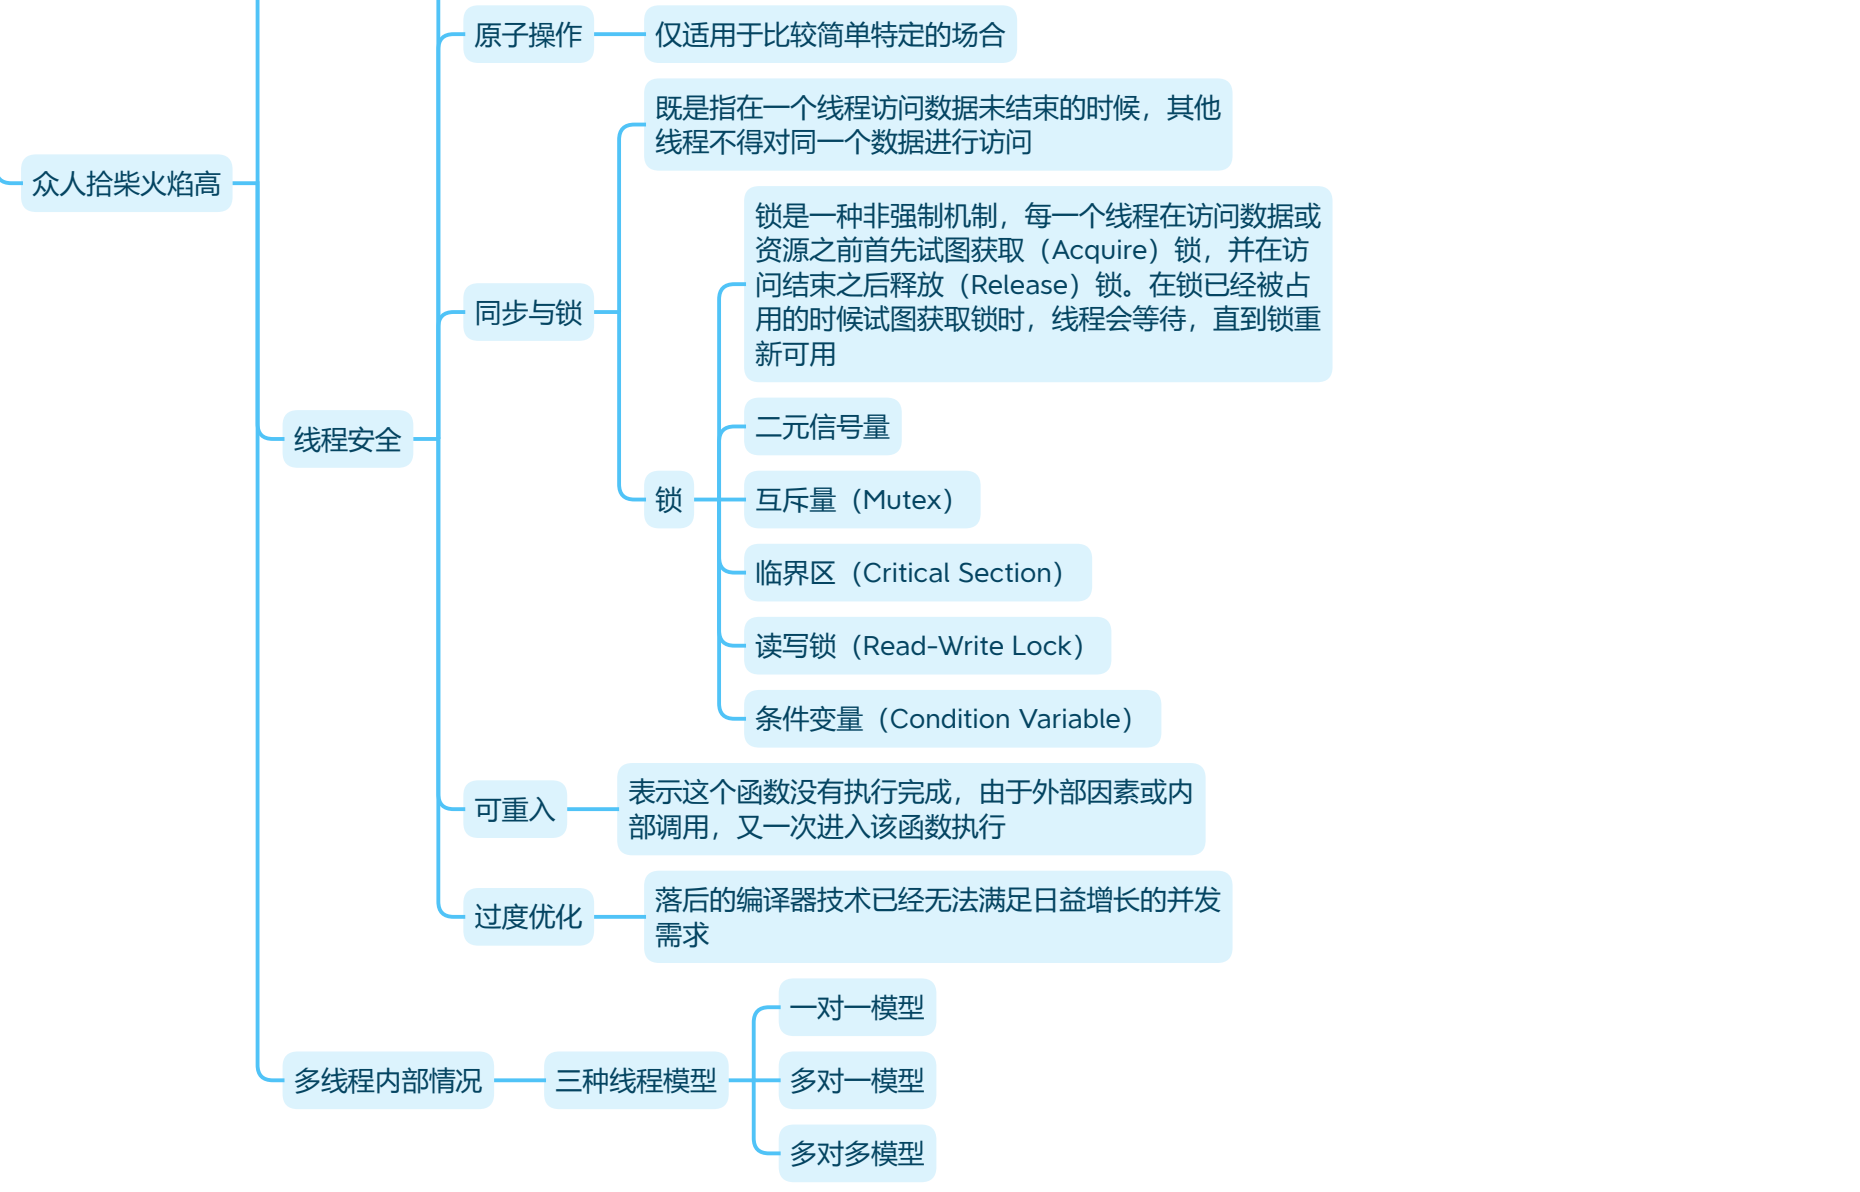 原子操作
仅适用于比较简单特定的场合
既是指在一个线程访问数据未结束的时候，其他
线程不得对同一个数据进行访问
众人拾柴火焰高
锁是一种非强制机制，每一个线程在访问数据或
资源之前首先试图获取（Acquire）锁，并在访
问结束之后释放（Release）锁。在锁已经被占
用的时候试图获取锁时，线程会等待，直到锁重
新可用
同步与锁
二元信号量
线程安全
锁
互斥量（Mutex）
临界区（Critical Section）
读写锁（Read-Write Lock）
条件变量（Condition Variable）
可重入
表示这个函数没有执行完成，由于外部因素或内
部调用，又一次进入该函数执行
过度优化
落后的编译器技术已经无法满足日益增长的并发
需求
一对一模型
多线程内部情况
三种线程模型
多对一模型
多对多模型